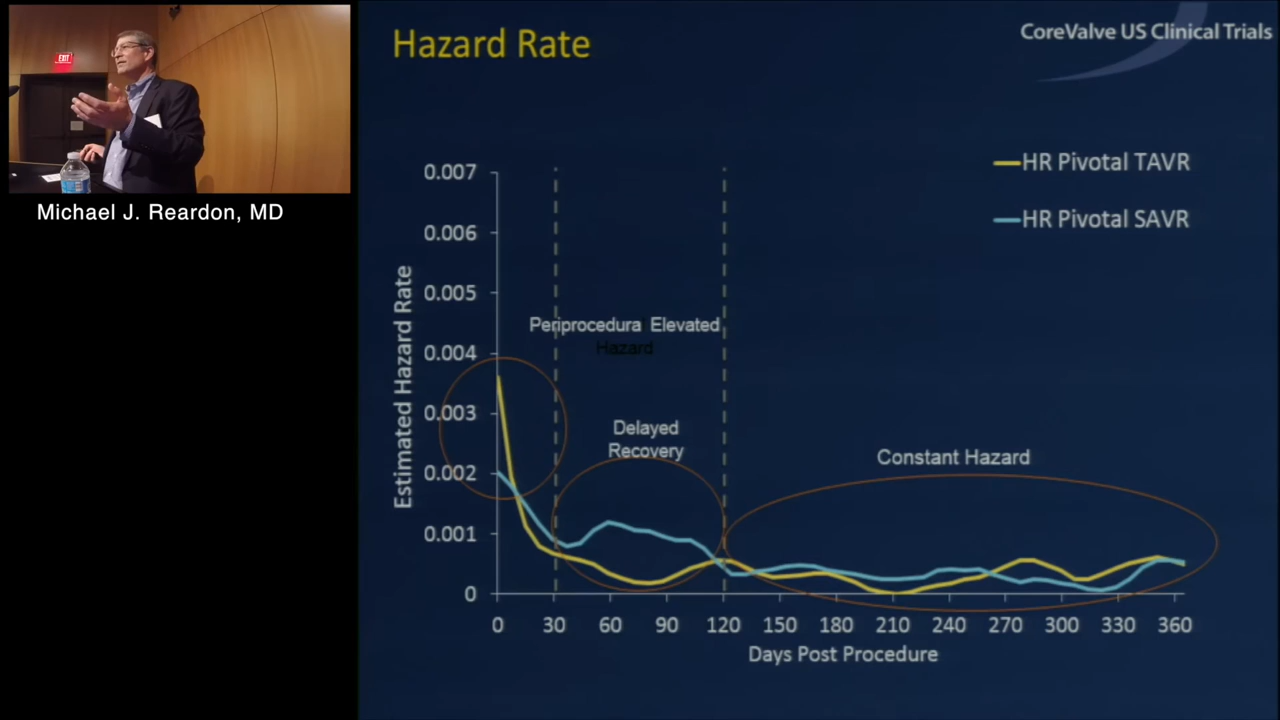 EXIT
Michael J. Reardon, MD
Hazard Rate
CoreValve US Clinical Trials
HR Pivotal TAVR
HR Pivotal SAVR
Estimated Hazard Rate
0.007
0.006
0.005
0.004
0.003
0.002
0.001
0
Periprocedura Elevated
Hazard
Delayed
Recovery
Constant Hazard
0 30 60 90 120 150 180 210 240 270 300 330 360
Days Post Procedure